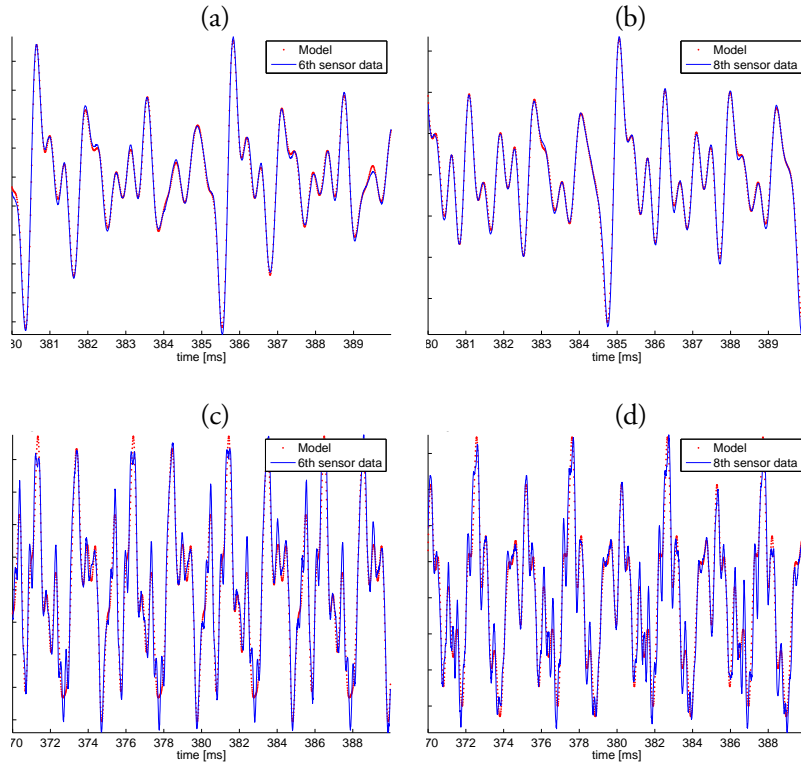 (a)
Model
6th sensor data
80 381 382 383 384 385 386 387 388 389
time [ms]
(b)
Model
8th sensor data
80 381 382 383 384 385 386 387 388 389
time [ms]
(c)
Model
6th sensor data
70 372 374 376 378 380 382 384 386 388
time [ms]
(d)
Model
8th sensor data
70 372 374 376 378 380 382 384 386 388
time [ms]